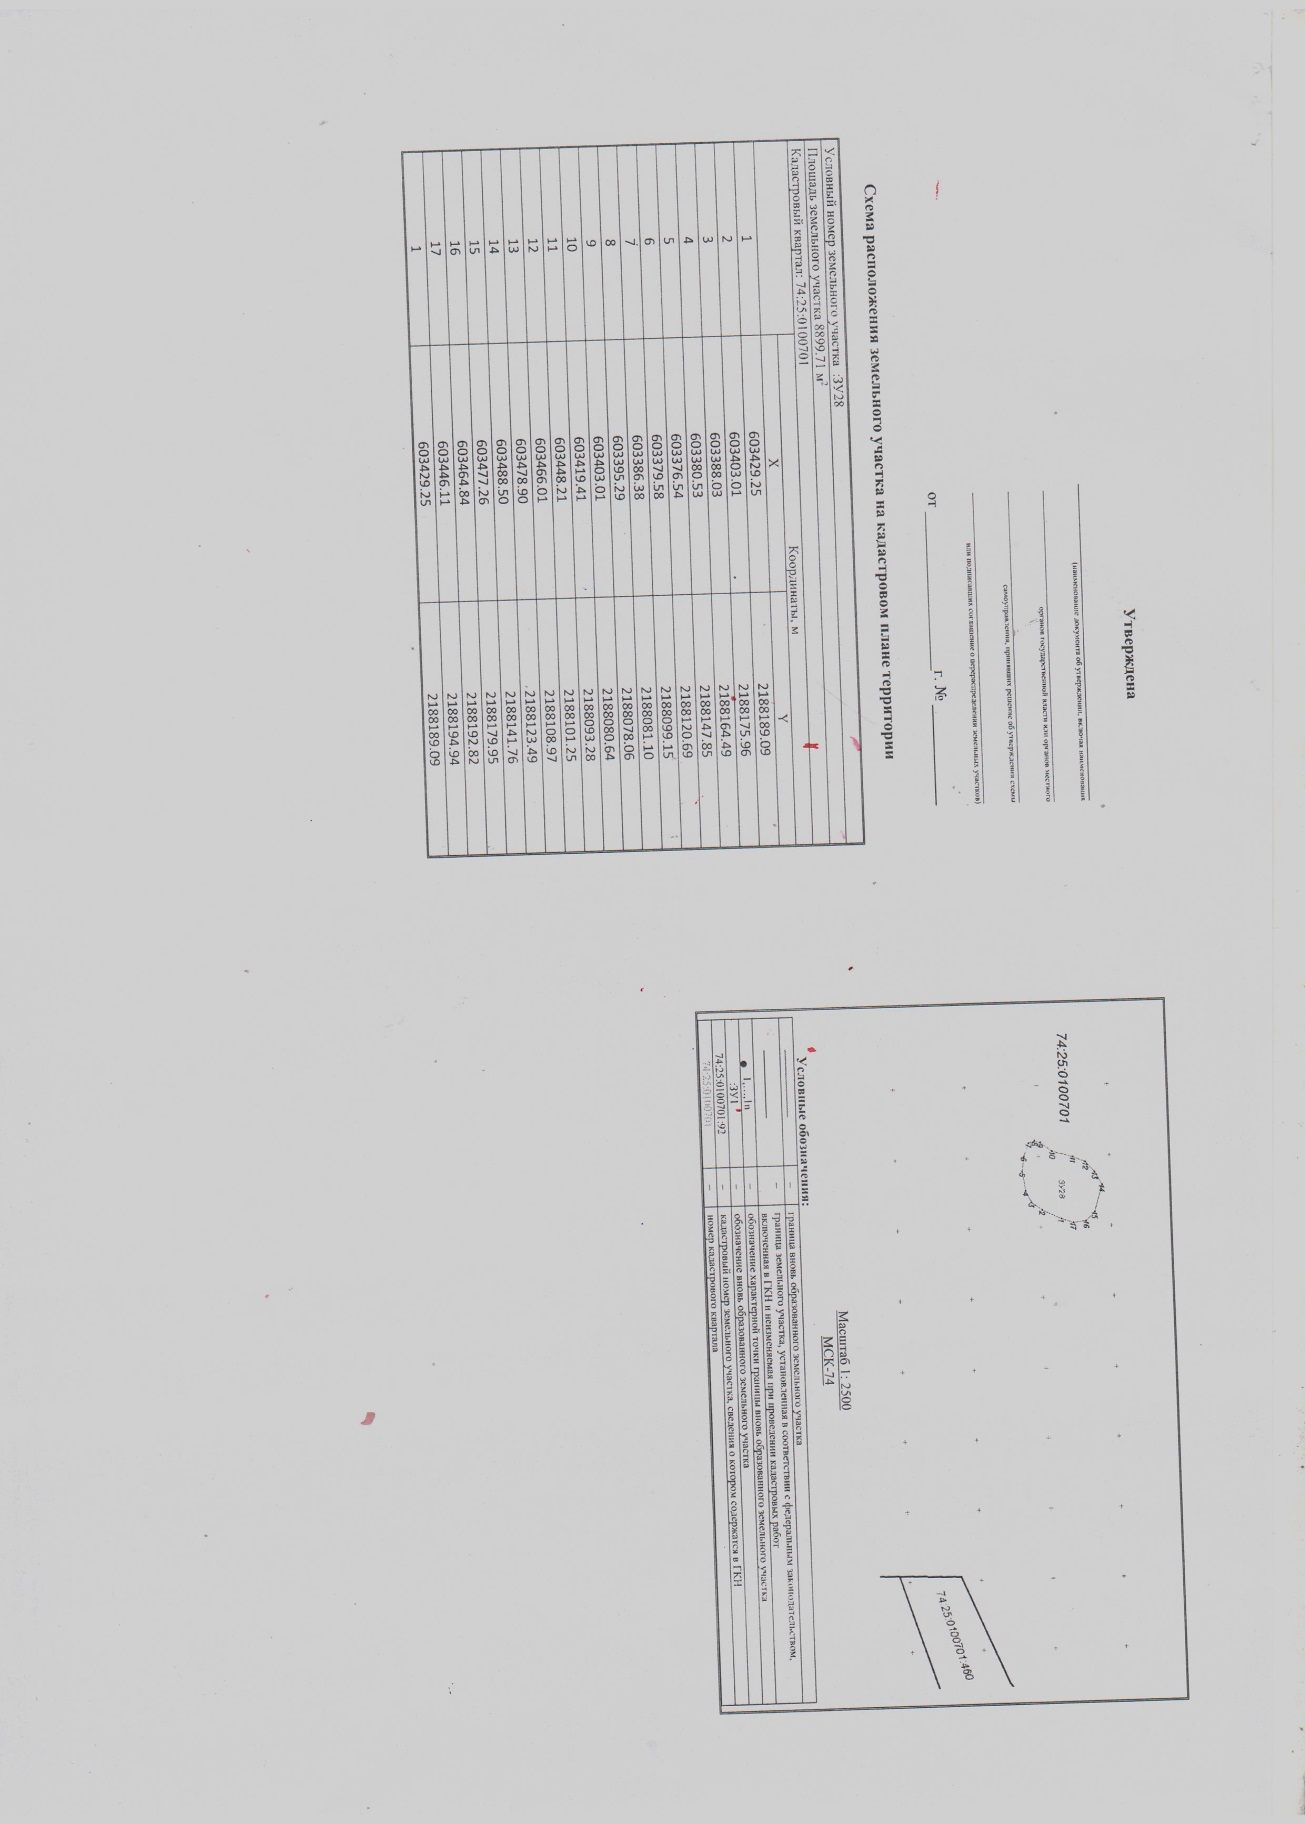 Утверждена
(наименование документа об утверждении, включая наименования
органов государственной власти или органов местного
самоуправления, принявших решение об утверждении схемы
или подписавших соглашение о перераспределении земельных участков)
от г. №
Схема расположения земельного участка на кадастровом плане территории
Условный номер земельного участка :ЗУ28
Площадь земельного участка 8899.71 м²
Кадастровый квартал: 74:25:0100701
Координаты, м
X Y
1 603429.25 2188189.09
2 603403.01 2188175.96
3 603388.03 2188164.49
4 603380.53 2188147.85
5 603376.54 2188120.69
6 603379.58 2188099.15
7 603386.38 2188081.10
8 603395.29 2188078.06
9 603403.01 2188080.64
10 603419.41 2188093.28
11 603448.21 2188101.25
12 603466.01 2188108.97
13 603478.90 2188123.49
14 603488.50 2188141.76
15 603477.26 2188179.95
16 603464.84 2188192.82
17 603446.11 2188194.94
1 603429.25 2188189.09
74:25:0100701
:ЗУ28
74:25:0100701:460
Масштаб 1: 2500
МСК-74
Условные обозначения:
– граница вновь образованного земельного участка
– граница земельного участка, установленная в соответствии с федеральным законодательством,
включенная в ГКН и неизменяемая при проведении кадастровых работ
● 1,...,1n – обозначение характерной точки границы вновь образованного земельного участка
:ЗУ1 – обозначение вновь образованного земельного участка
74:25:0100701:92 – кадастровый номер земельного участка, сведения о котором содержатся в ГКН
74:25:0100701 – номер кадастрового квартала